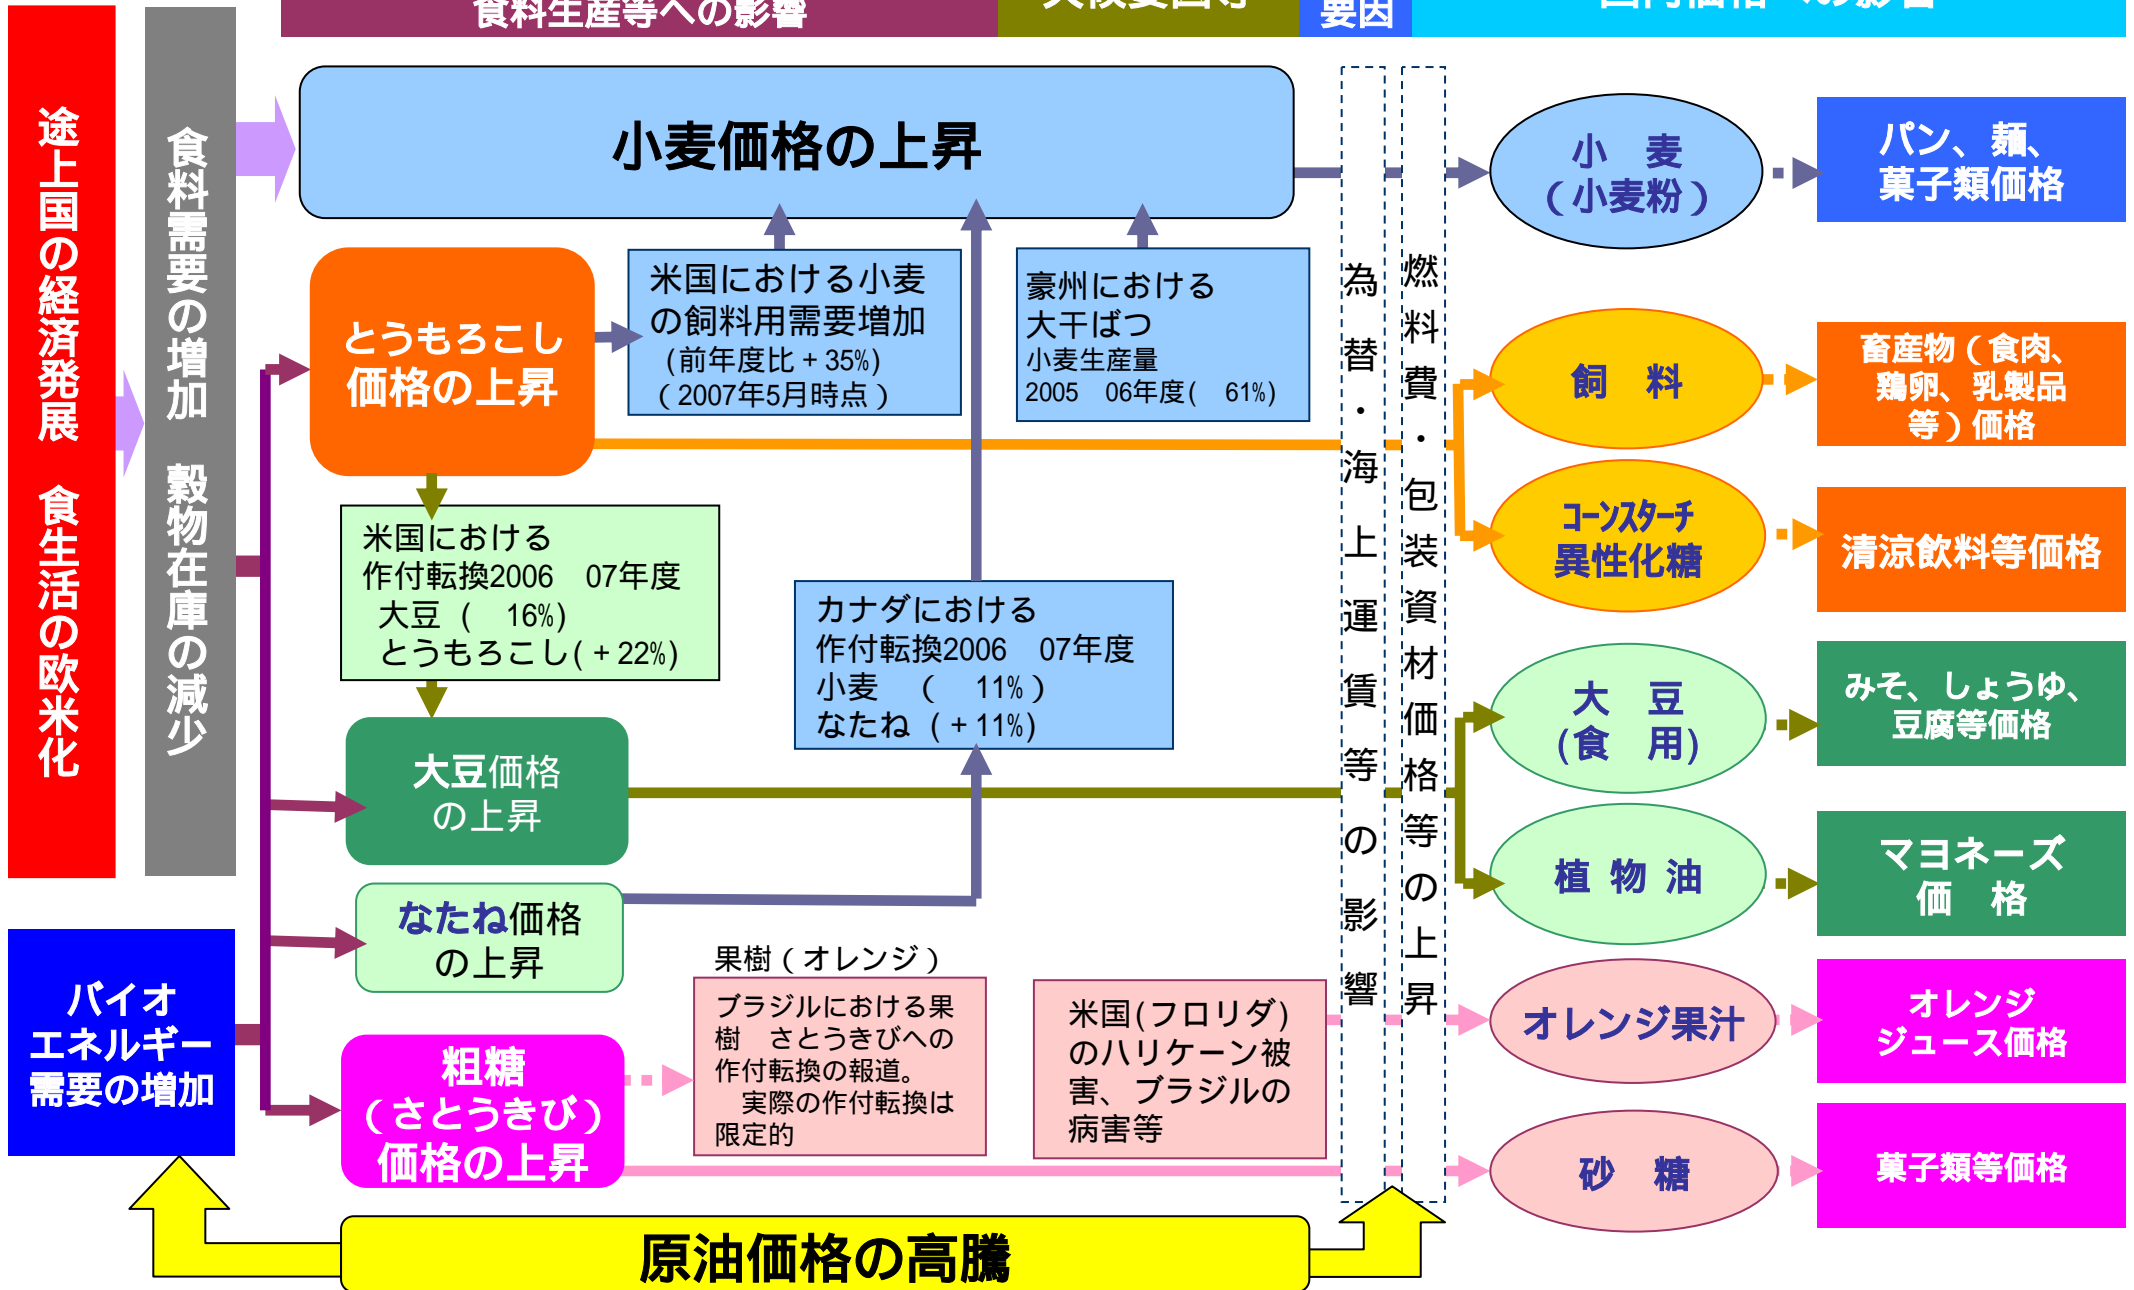 食料生産等への影響
要因
途上国の経済発展　食生活の欧米化
食料需要の増加　穀物在庫の減少
小麦価格の上昇
小　麦
（小麦粉）
パン、麺、
菓子類価格
とうもろこし
価格の上昇
米国における小麦
の飼料用需要増加
(前年度比＋35%)
（2007年5月時点）
豪州における
大干ばつ
小麦生産量
2005　06年度(　61%)
為替・海上運賃等の影響
燃料費・包装資材価格等の上昇
飼　料
畜産物（食肉、
鶏卵、乳製品
等）価格
コーンスターチ
異性化糖
清涼飲料等価格
米国における
作付転換2006　07年度
大豆 (　16%)
とうもろこし(＋22%)
カナダにおける
作付転換2006　07年度
小麦　（　11%）
なたね (＋11%)
大豆価格
の上昇
大　豆
(食　用)
みそ、しょうゆ、
豆腐等価格
植 物 油
マヨネーズ
価　格
なたね価格
の上昇
バイオ
エネルギー
需要の増加
粗糖
（さとうきび）
価格の上昇
果樹（オレンジ）
ブラジルにおける果
樹　さとうきびへの
作付転換の報道。
実際の作付転換は
限定的
米国(フロリダ)
のハリケーン被
害、ブラジルの
病害等
オレンジ果汁
オレンジ
ジュース価格
砂　糖
菓子類等価格
原油価格の高騰